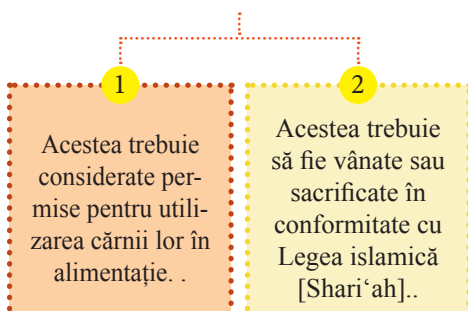 1
Acestea trebuie
considerate per-
mise pentru utili-
zarea cărnii lor în
alimentație. .
2
Acestea trebuie
să fie vânate sau
sacrificate în
conformitate cu
Legea islamică
[Shari‘ah]..